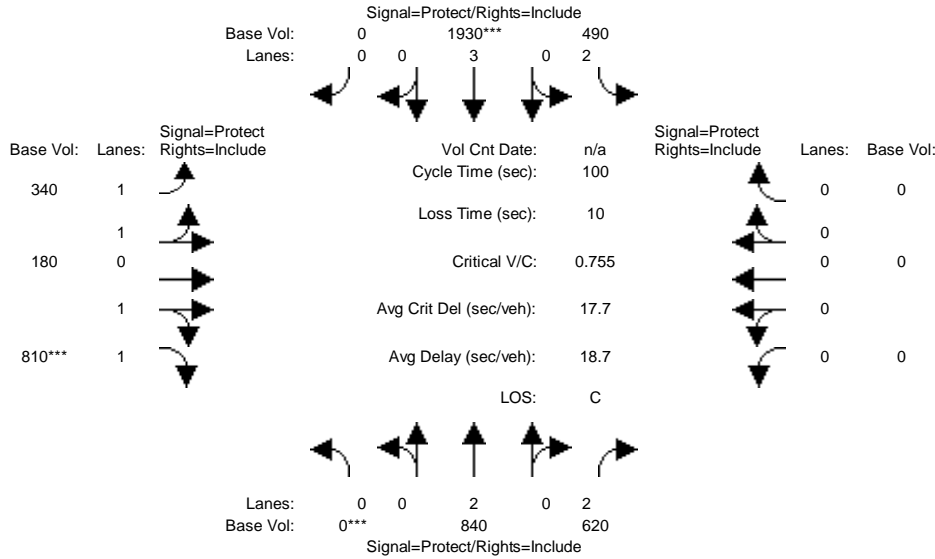 Signal=Protect/Rights=Include
Base Vol: 0 1930*** 490
Lanes: 0 0 3 0 2
Signal=Protect
Base Vol: Lanes: Rights=Include Vol Cnt Date: n/a Signal=Protect
Rights=Include Lanes: Base Vol:
Cycle Time (sec): 100
340 1 0 0
Loss Time (sec): 10
1 0
180 0 Critical V/C: 0.755 0 0
1 Avg Crit Del (sec/veh): 17.7 0
810*** 1 Avg Delay (sec/veh): 18.7 0 0
LOS: C
Lanes: 0 0 2 0 2
Base Vol: 0*** 840 620
Signal=Protect/Rights=Include